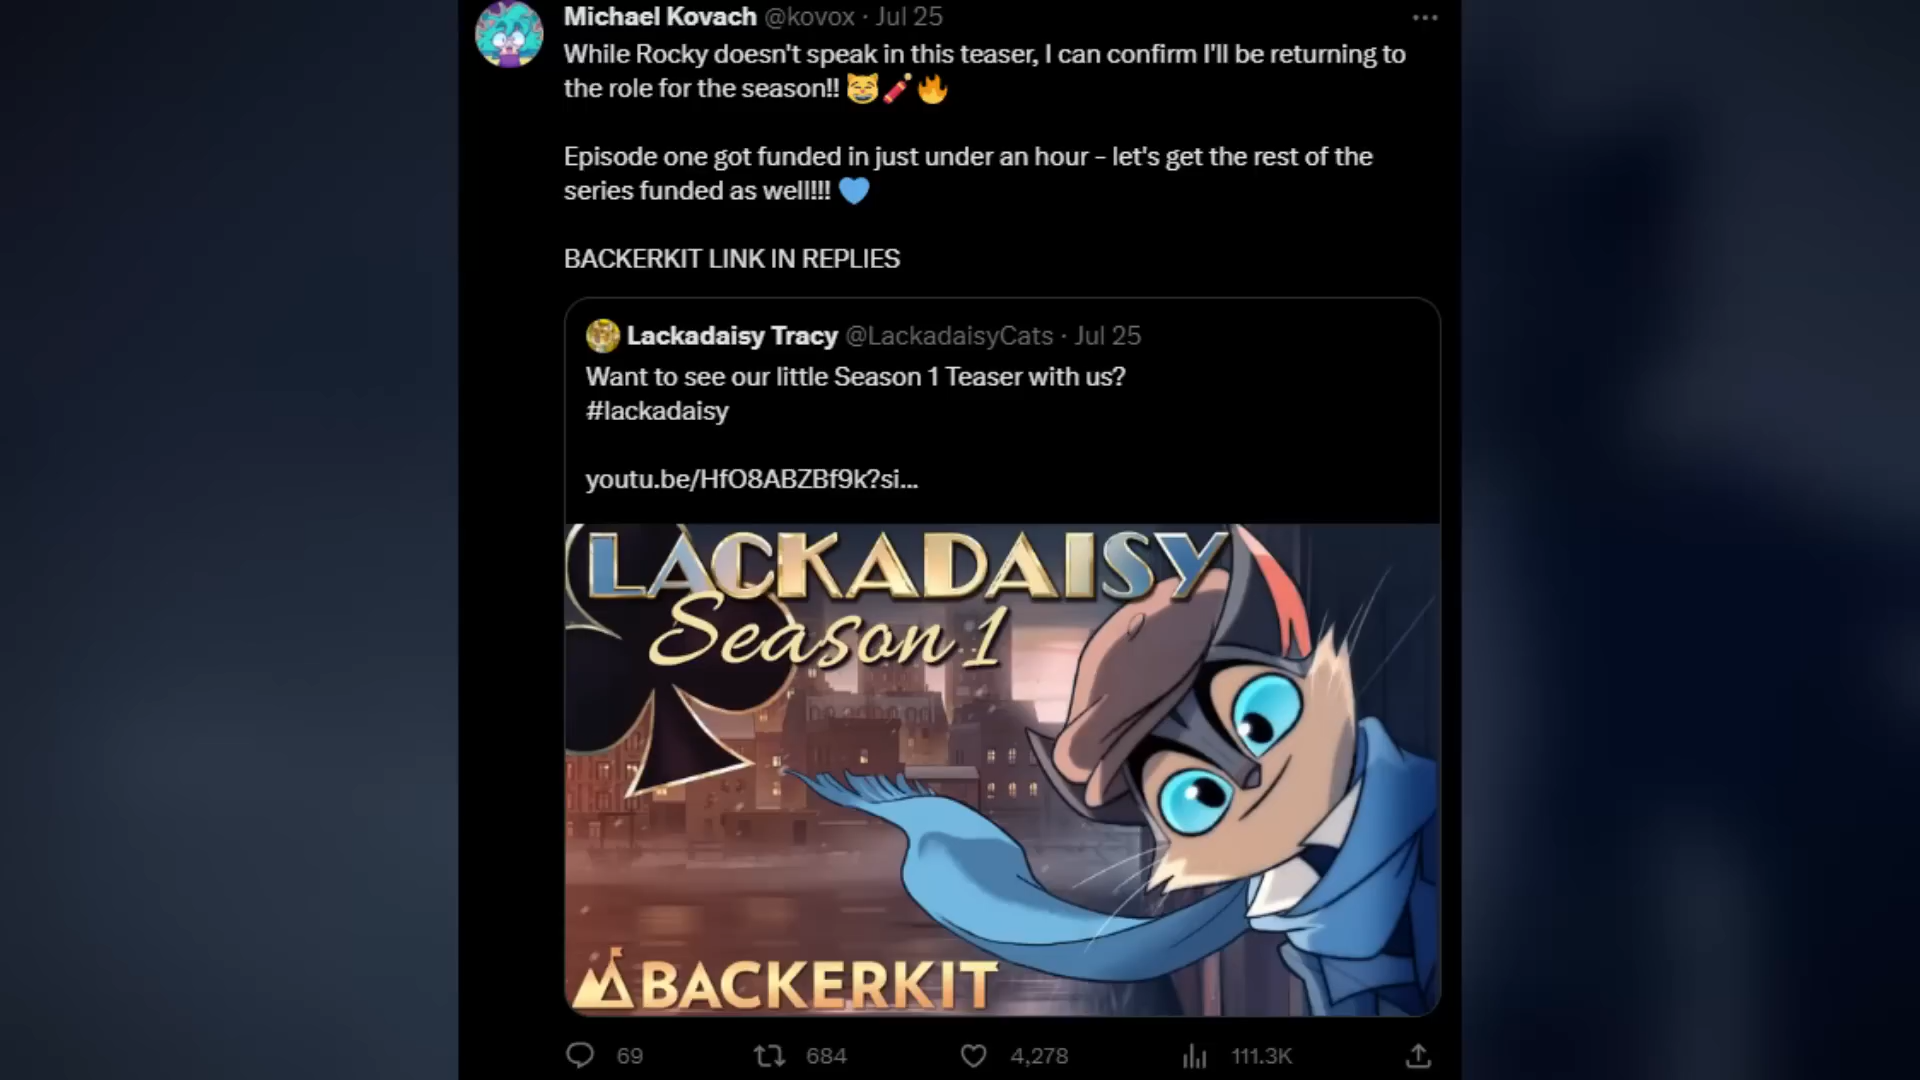 Michael Kovach @kovox · Jul 25
While Rocky doesn't speak in this teaser, I can confirm I'll be returning to
the role for the season!! 😸🧨🔥
Episode one got funded in just under an hour - let's get the rest of the
series funded as well!!! 💙
BACKERKIT LINK IN REPLIES
Lackadaisy Tracy @LackadaisyCats · Jul 25
Want to see our little Season 1 Teaser with us?
#lackadaisy
youtu.be/HfO8ABZBf9k?si...
LACKADAISY
Season 1
BACKERKIT
69 684 4,278 111.3K